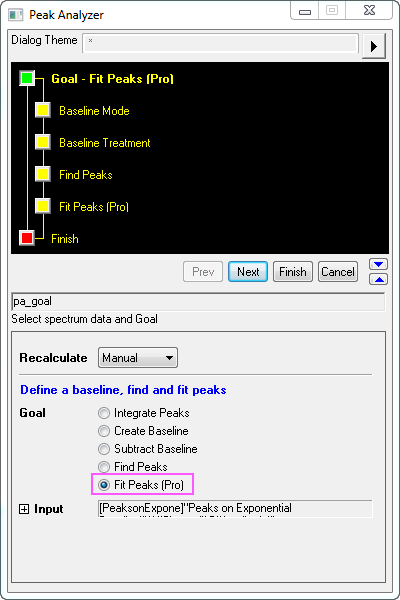 Peak Analyzer
Dialog Theme *
Goal - Fit Peaks (Pro)
Baseline Mode
Baseline Treatment
Find Peaks
Fit Peaks (Pro)
Finish
Prev Next Finish Cancel
pa_goal
Select spectrum data and Goal
Recalculate Manual
Define a baseline, find and fit peaks
Goal
Integrate Peaks
Create Baseline
Subtract Baseline
Find Peaks
Fit Peaks (Pro)
Input [PeaksonExpone]"Peaks on Exponential